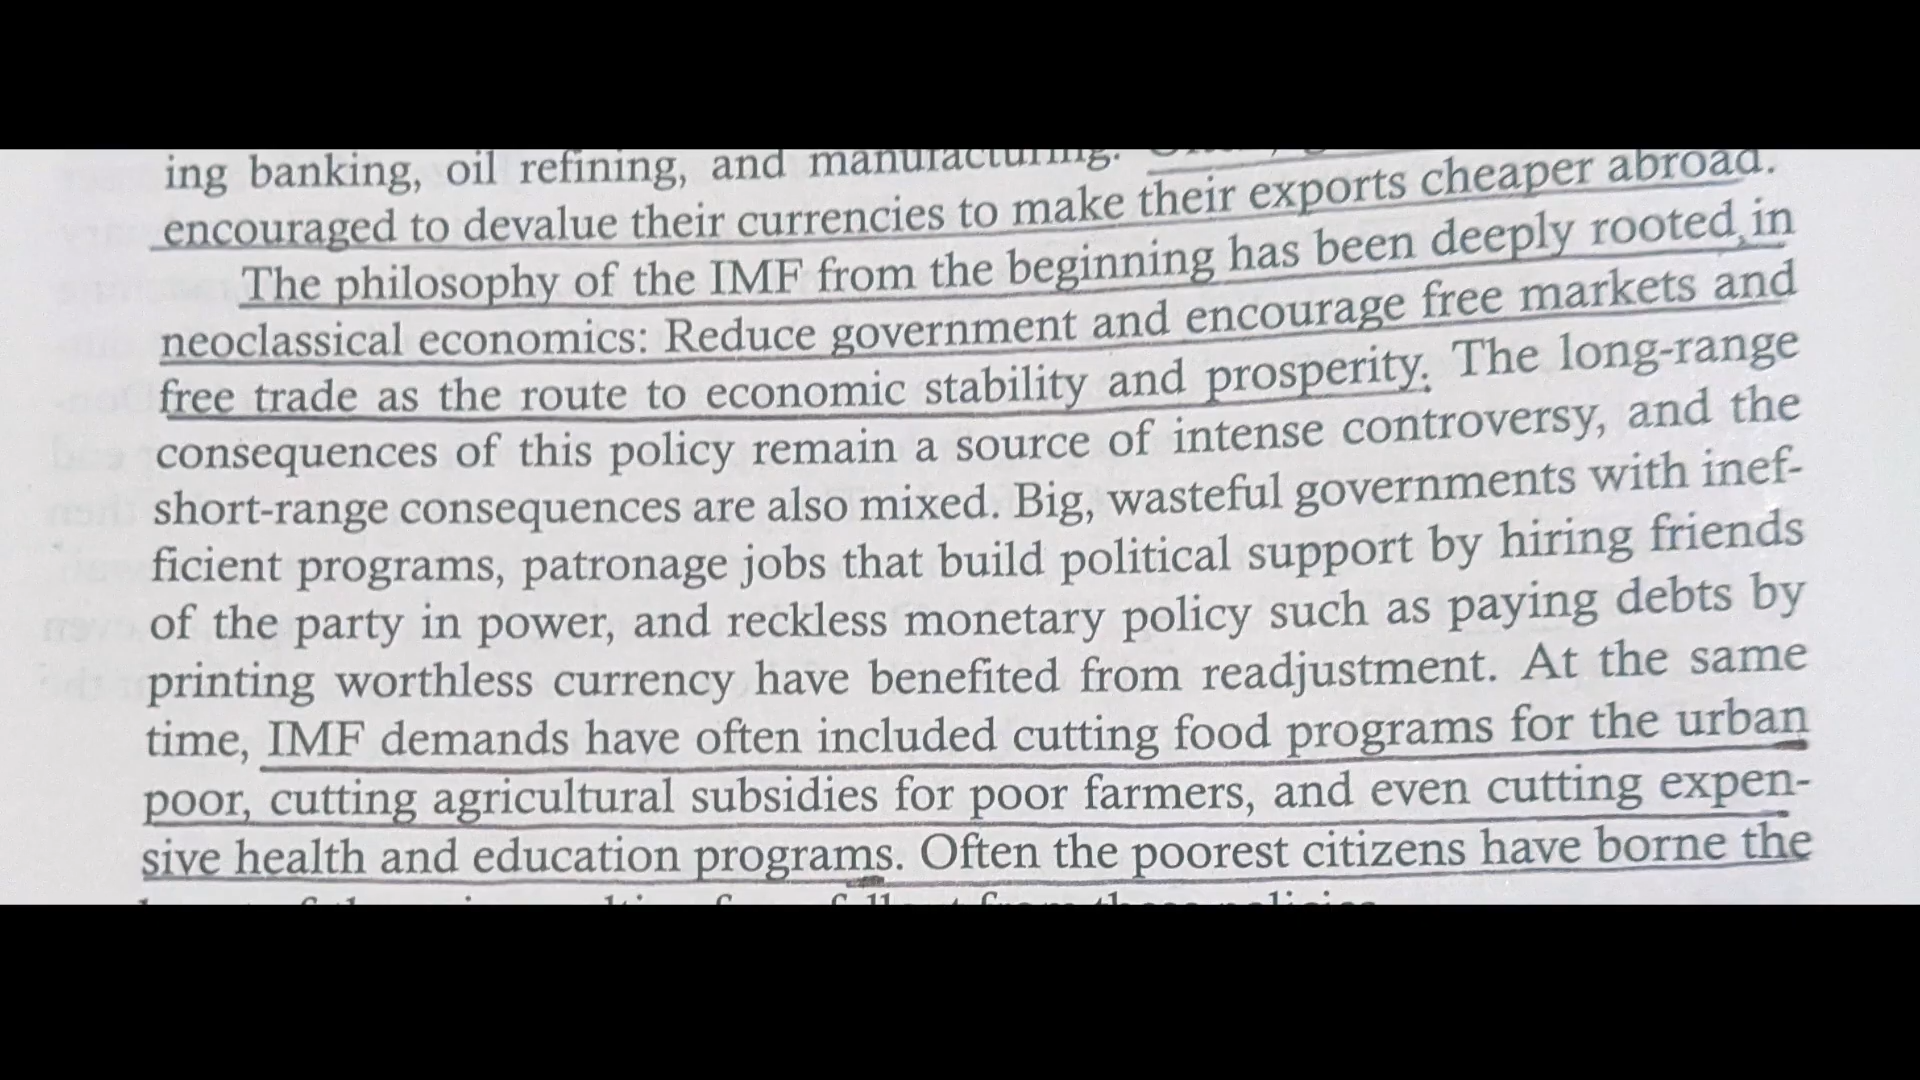 ing banking, oil refining, and manufacturing.
encouraged to devalue their currencies to make their exports cheaper abroad.
The philosophy of the IMF from the beginning has been deeply rooted in
neoclassical economics: Reduce government and encourage free markets and
free trade as the route to economic stability and prosperity. The long-range
consequences of this policy remain a source of intense controversy, and the
short-range consequences are also mixed. Big, wasteful governments with inef-
ficient programs, patronage jobs that build political support by hiring friends
of the party in power, and reckless monetary policy such as paying debts by
printing worthless currency have benefited from readjustment. At the same
time, IMF demands have often included cutting food programs for the urban
poor, cutting agricultural subsidies for poor farmers, and even cutting expen-
sive health and education programs. Often the poorest citizens have borne the